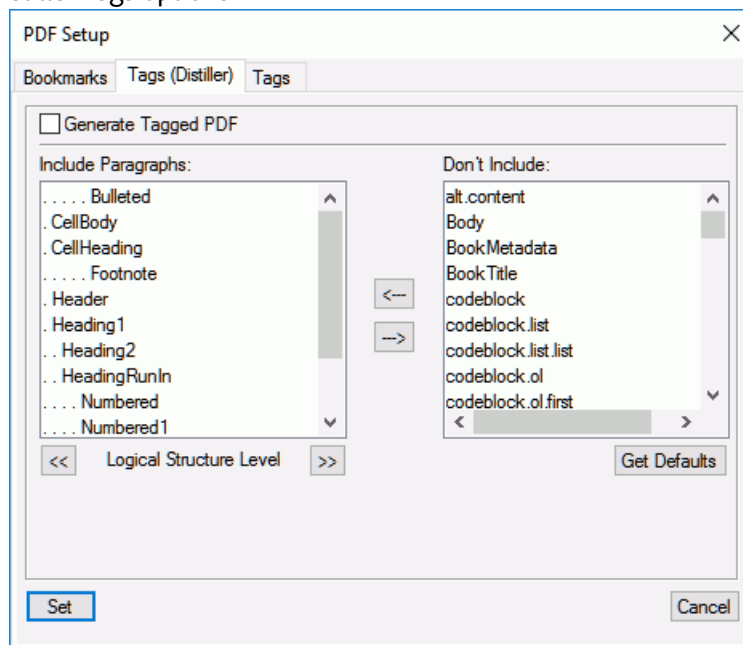 PDF Setup
Bookmarks Tags (Distiller) Tags
Generate Tagged PDF
Include Paragraphs:
. . . . . Bulleted
. CellBody
. CellHeading
. . . . . Footnote
. Header
. Heading1
. . Heading2
. . HeadingRunIn
. . . . Numbered
. . . . Numbered1
<< Logical Structure Level >>
<---
--->
Don't Include:
alt.content
Body
BookMetadata
BookTitle
codeblock
codeblock.list
codeblock.list.list
codeblock.ol
codeblock.ol.first
Get Defaults
Set Cancel